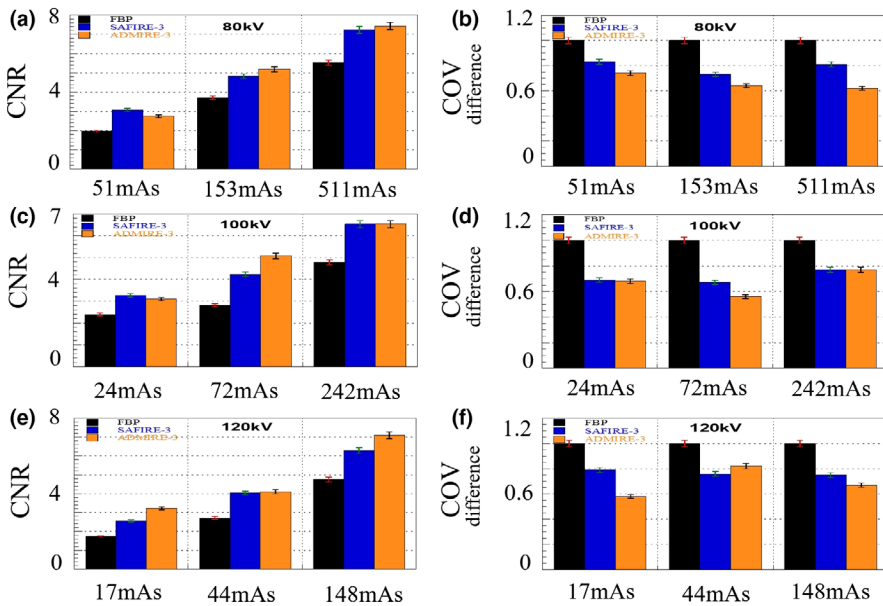 (a)
FBP
SAFIRE-3
ADMIRE-3
80kV
CNR
8
4
0
51mAs 153mAs 511mAs
(b)
FBP
SAFIRE-3
ADMIRE-3
80kV
COV
difference
1.2
0.6
0
51mAs 153mAs 511mAs
(c)
FBP
SAFIRE-3
ADMIRE-3
100kV
CNR
7
4
0
24mAs 72mAs 242mAs
(d)
FBP
SAFIRE-3
ADMIRE-3
100kV
COV
difference
1.2
0.6
0
24mAs 72mAs 242mAs
(e)
FBP
SAFIRE-3
ADMIRE-3
120kV
CNR
8
4
0
17mAs 44mAs 148mAs
(f)
FBP
SAFIRE-3
ADMIRE-3
120kV
COV
difference
1.2
0.6
0
17mAs 44mAs 148mAs